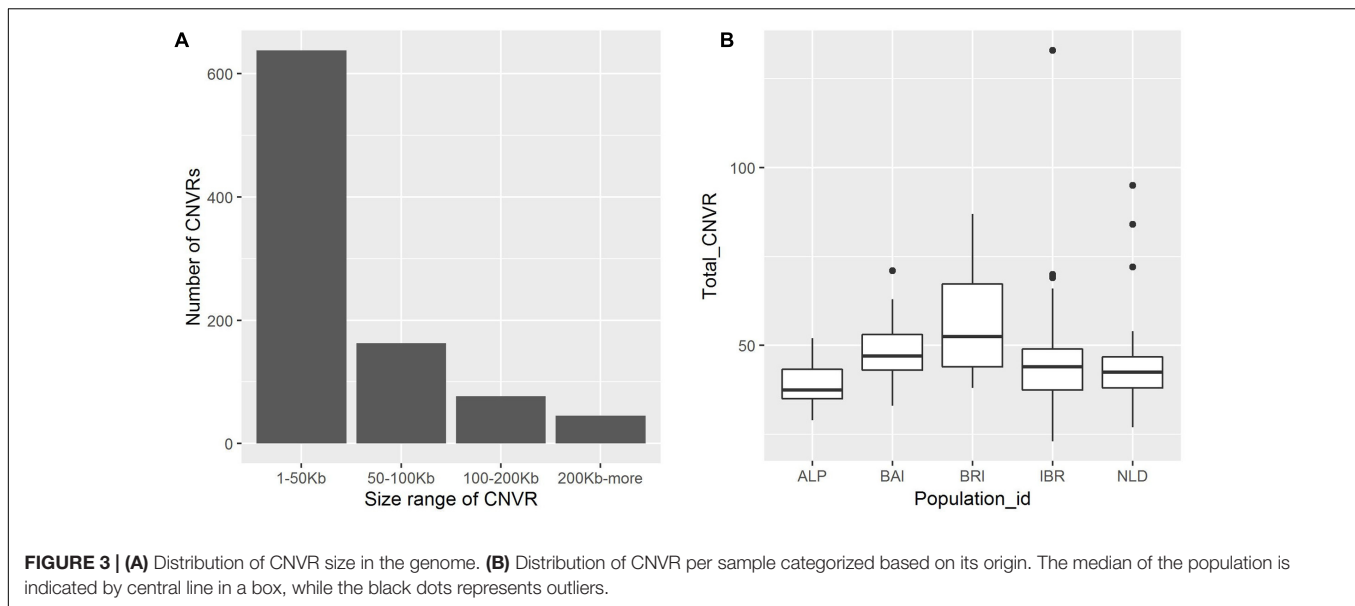 A
600
400
200
0
Number of CNVRs
1-50Kb 50-100Kb 100-200Kb 200Kb-more
Size range of CNVR
B
100
50
Total_CNVR
ALP BAI BRI IBR NLD
Population_id
FIGURE 3 | (A) Distribution of CNVR size in the genome. (B) Distribution of CNVR per sample categorized based on its origin. The median of the population is
indicated by central line in a box, while the black dots represents outliers.